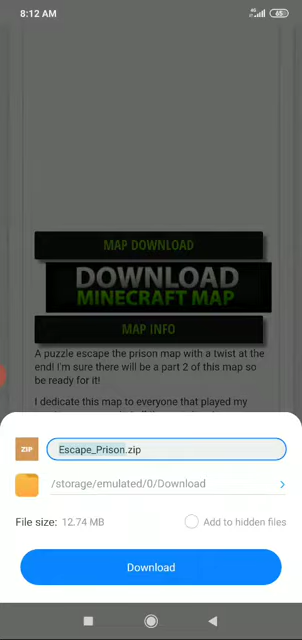 8:12 AM
4G
65
MAP DOWNLOAD
DOWNLOAD
MINECRAFT MAP
MAP INFO
A puzzle escape the prison map with a twist at the
end! I'm sure there will be a part 2 of this map so
be ready for it!
I dedicate this map to everyone that played my
ZIP
Escape_Prison.zip
/storage/emulated/0/Download
File size: 12.74 MB
Add to hidden files
Download